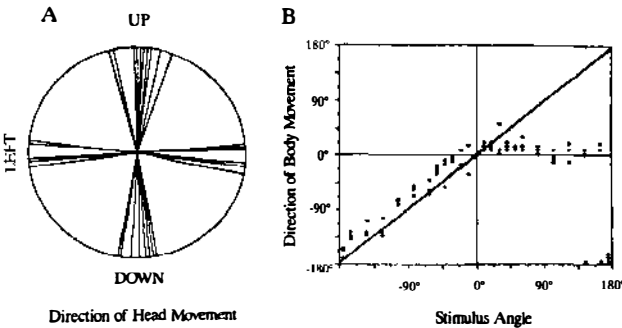 A
UP
LEFT
DOWN
Direction of Head Movement
B
180°
90°
0°
-90°
-180°
Direction of Body Movement
-90° 0° 90° 180°
Stimulus Angle